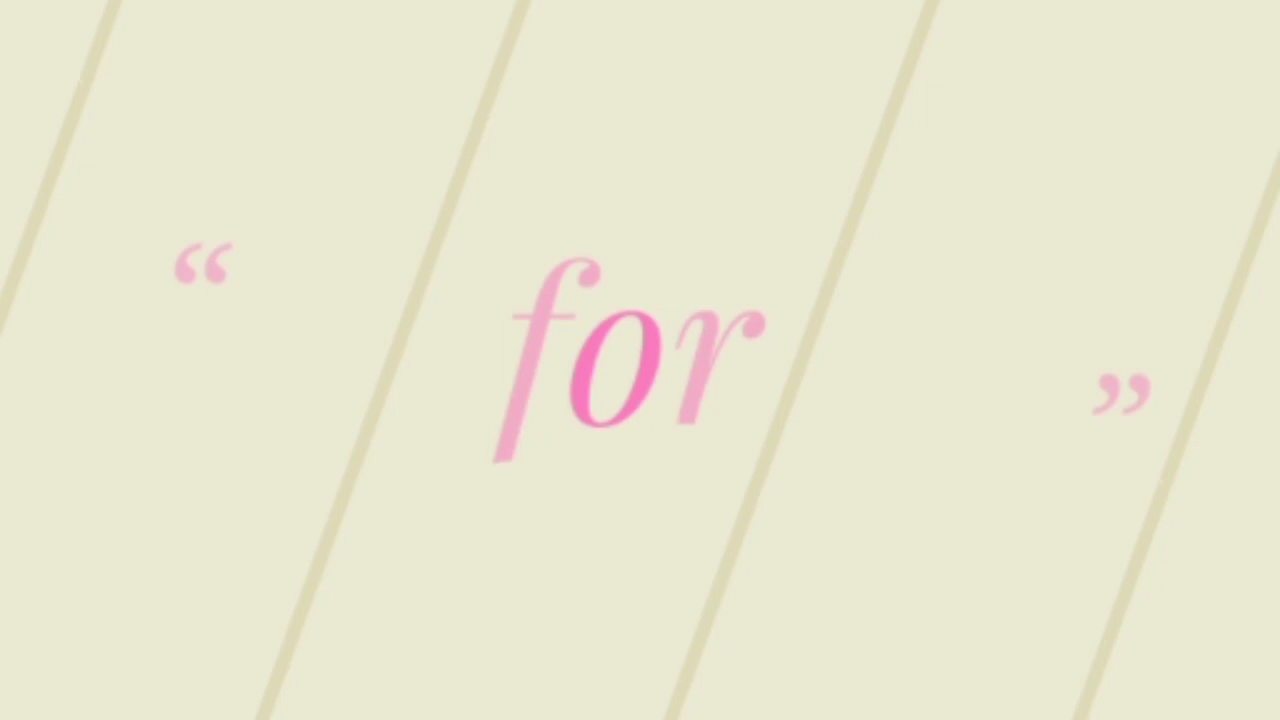 “ for ”